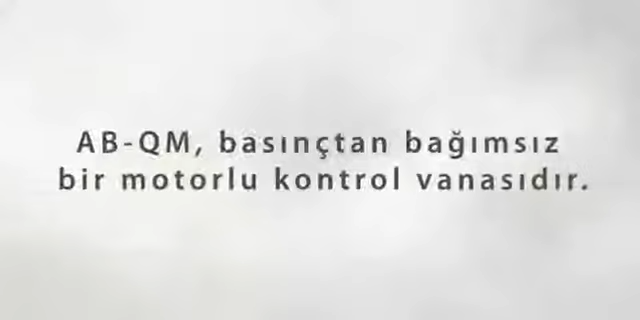 AB-QM, basınçtan bağımsız
bir motorlu kontrol vanasıdır.